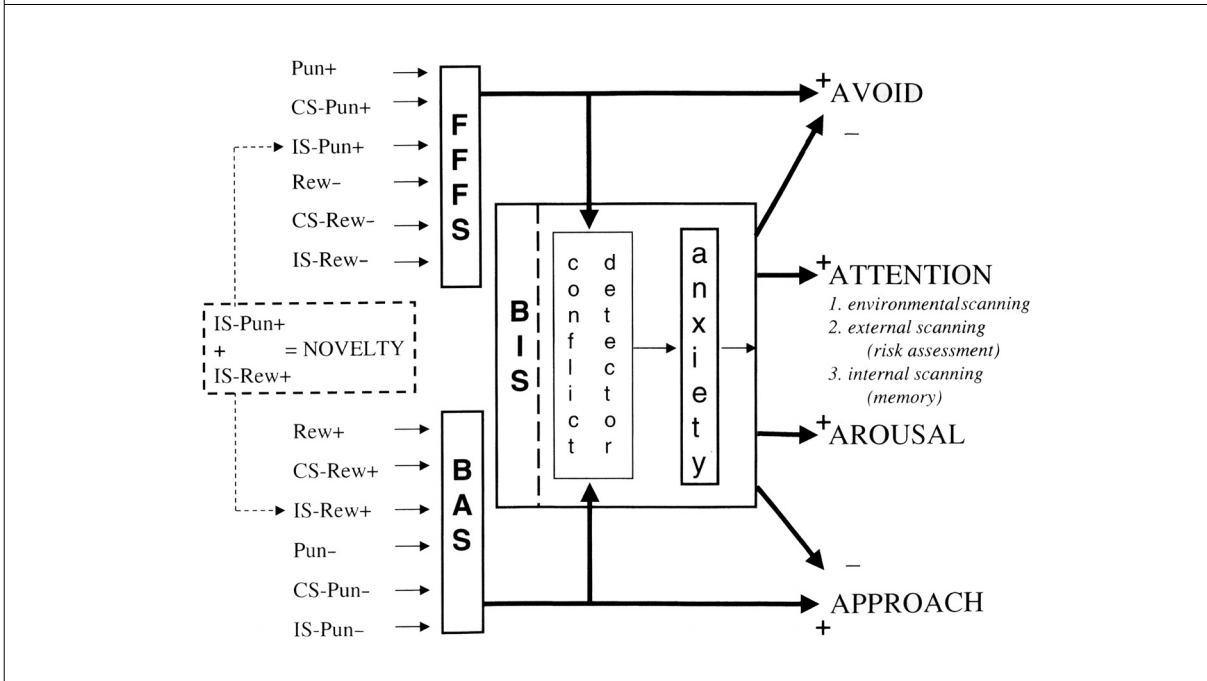 Pun+
CS-Pun+
IS-Pun+
Rew–
CS-Rew–
IS-Rew–
FFFS
IS-Pun+
+ = NOVELTY
IS-Rew+
Rew+
CS-Rew+
IS-Rew+
Pun–
CS-Pun–
IS-Pun–
BAS
BIS
conflict
detector
anxiety
+
AVOID
–
+
ATTENTION
1. environmentalscanning
2. external scanning
(risk assessment)
3. internal scanning
(memory)
+
AROUSAL
–
APPROACH
+